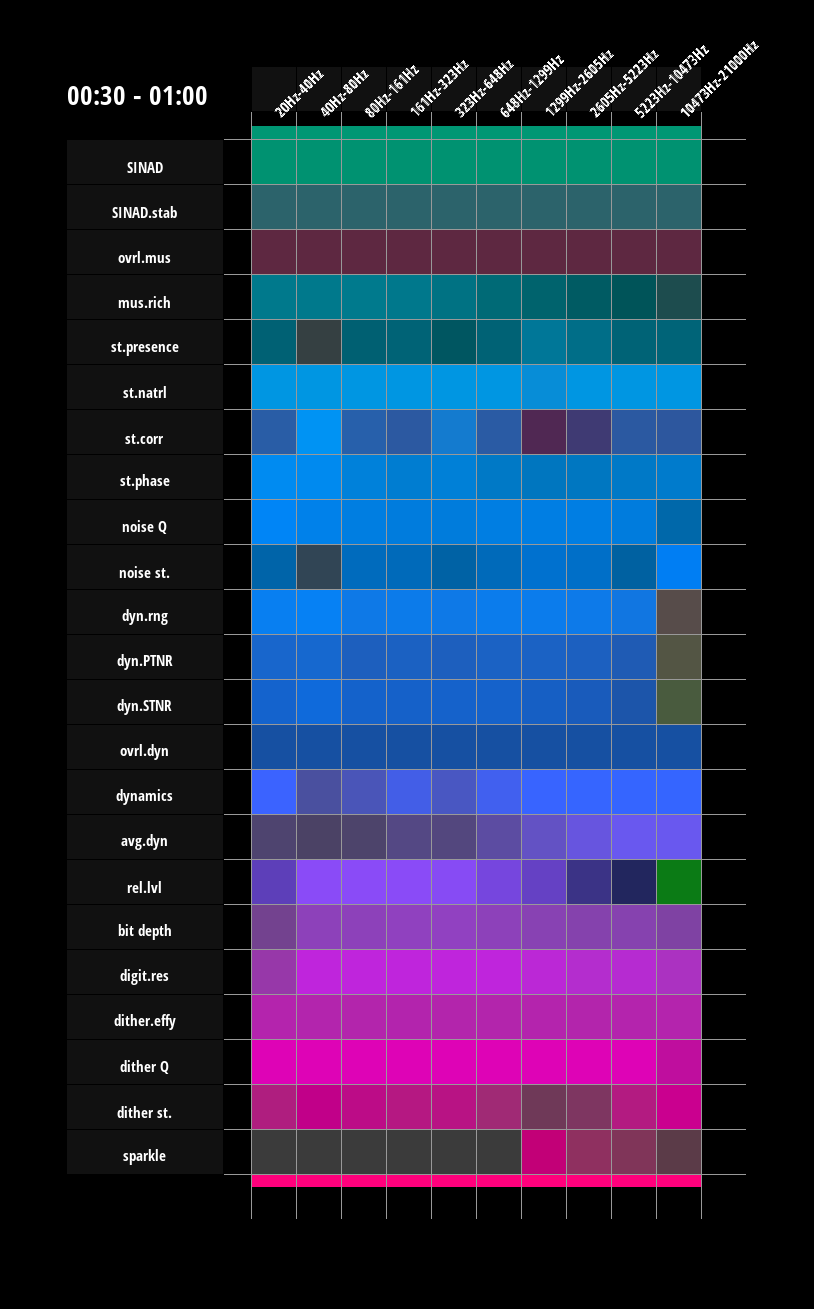 00:30 - 01:00
20Hz-40Hz
40Hz-80Hz
80Hz-161Hz
161Hz-323Hz
323Hz-648Hz
648Hz-1299Hz
1299Hz-2605Hz
2605Hz-5223Hz
5223Hz-10473Hz
10473Hz-21000Hz
SINAD
SINAD.stab
ovrl.mus
mus.rich
st.presence
st.natrl
st.corr
st.phase
noise Q
noise st.
dyn.rng
dyn.PTNR
dyn.STNR
ovrl.dyn
dynamics
avg.dyn
rel.lvl
bit depth
digit.res
dither.effy
dither Q
dither st.
sparkle